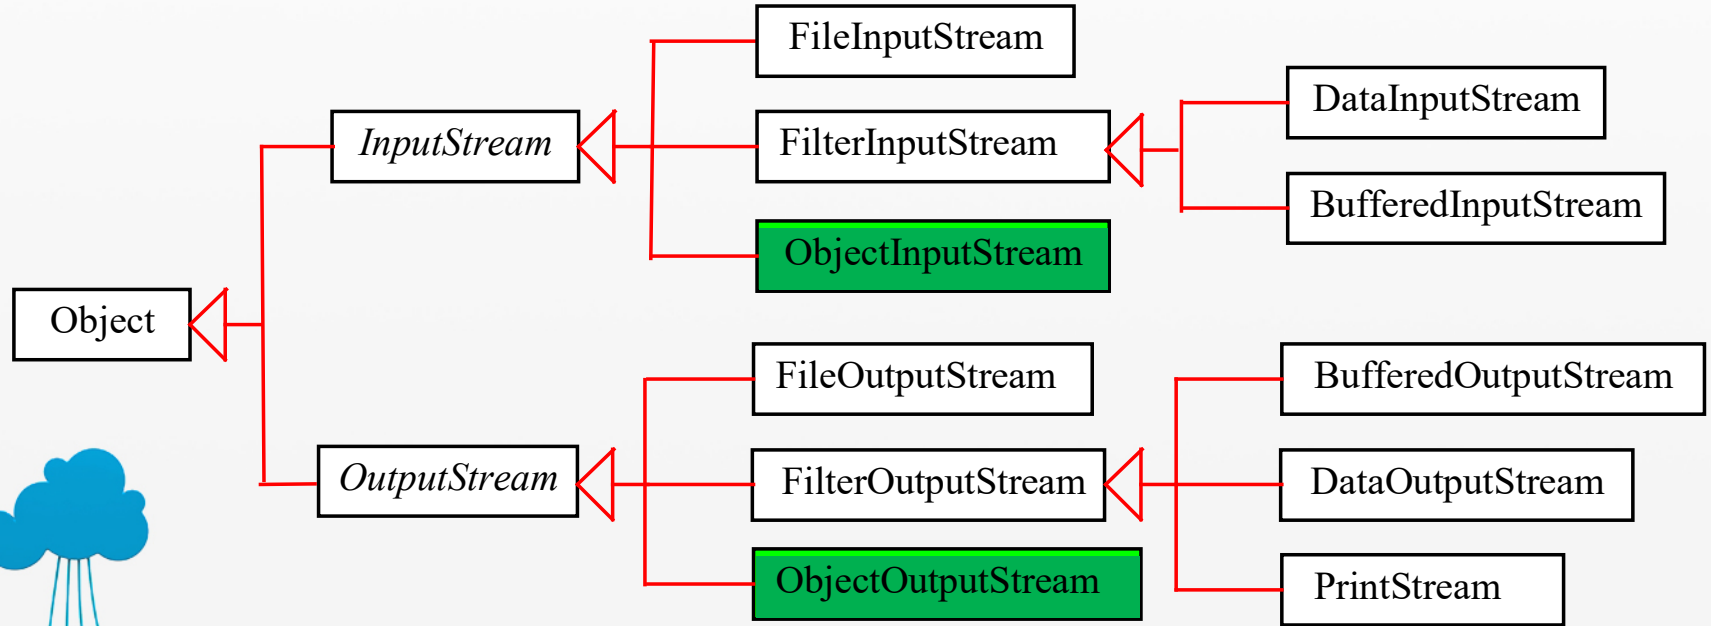 FileInputStream
DataInputStream
InputStream
FilterInputStream
BufferedInputStream
ObjectInputStream
Object
FileOutputStream
BufferedOutputStream
OutputStream
FilterOutputStream
DataOutputStream
ObjectOutputStream
PrintStream